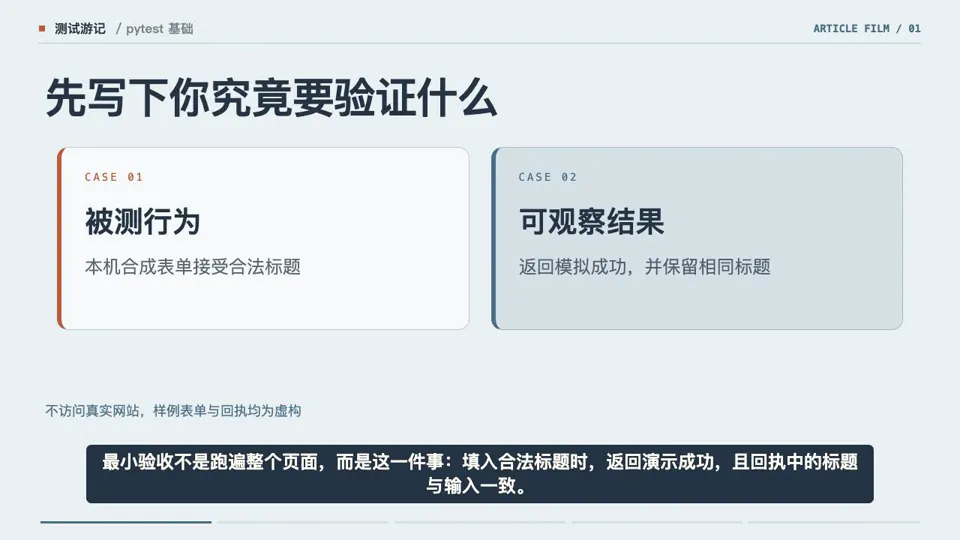 测试游记 / pytest 基础
ARTICLE FILM / 01
先写下你究竟要验证什么
CASE 01
被测行为
本机合成表单接受合法标题
CASE 02
可观察结果
返回模拟成功，并保留相同标题
不访问真实网站，样例表单与回执均为虚构
最小验收不是跑遍整个页面，而是这一件事：填入合法标题时，返回演示成功，且回执中的标题
与输入一致。